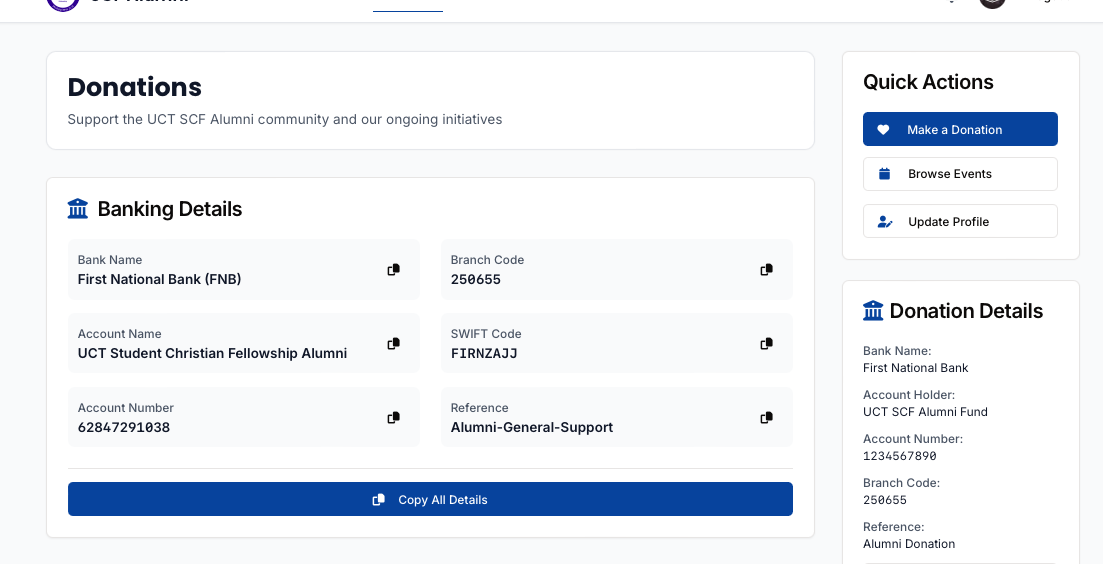 Donations
Support the UCT SCF Alumni community and our ongoing initiatives
Banking Details
Bank Name
First National Bank (FNB)
Branch Code
250655
Account Name
UCT Student Christian Fellowship Alumni
SWIFT Code
FIRNZAJJ
Account Number
62847291038
Reference
Alumni-General-Support
Copy All Details
Quick Actions
Make a Donation
Browse Events
Update Profile
Donation Details
Bank Name:
First National Bank
Account Holder:
UCT SCF Alumni Fund
Account Number:
1234567890
Branch Code:
250655
Reference:
Alumni Donation